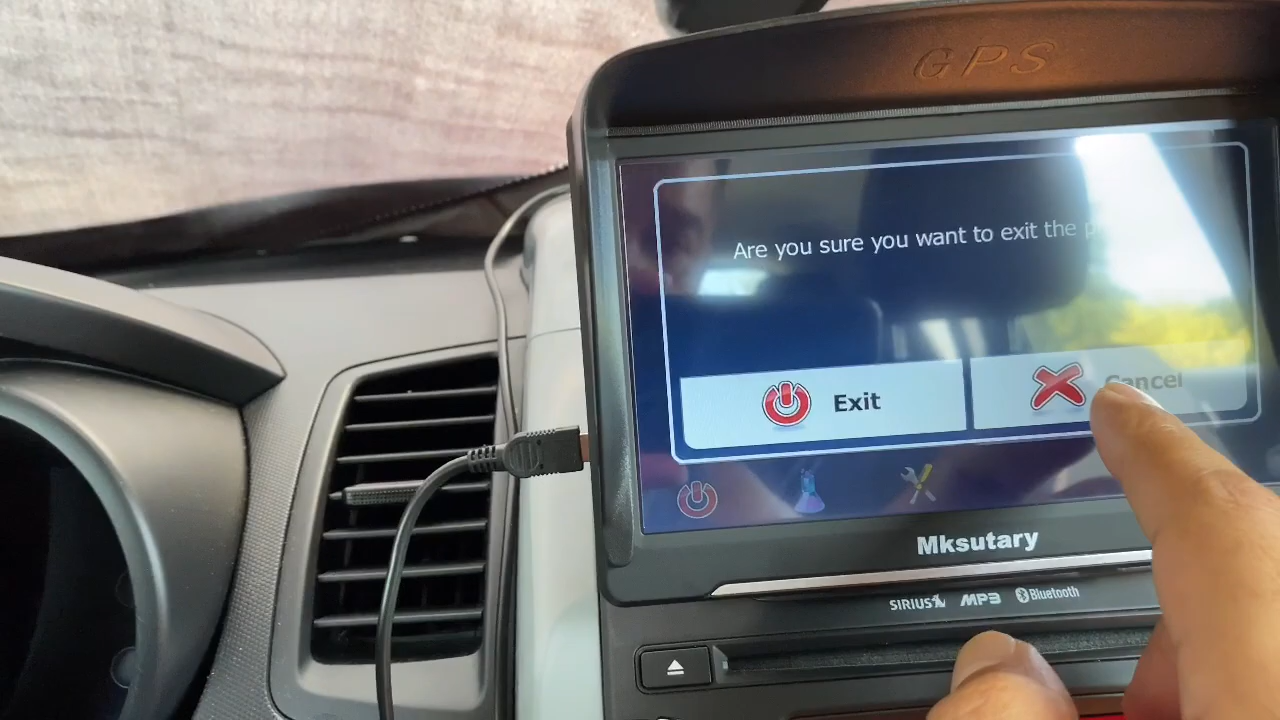 GPS
Are you sure you want to exit the
Exit
Cancel
Mksutary
SIRIUS MP3 Bluetooth